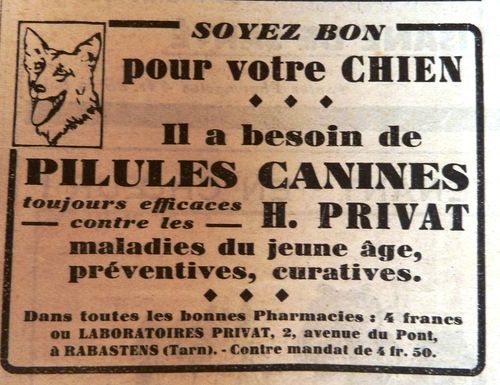 SOYEZ BON
pour votre CHIEN
Il a besoin de
PILULES CANINES
toujours efficaces
contre les
H. PRIVAT
maladies du jeune âge,
préventives, curatives.
Dans toutes les bonnes Pharmacies : 4 francs
ou LABORATOIRES PRIVAT, 2, avenue du Pont,
à RABASTENS (Tarn). - Contre mandat de 4 fr. 50.